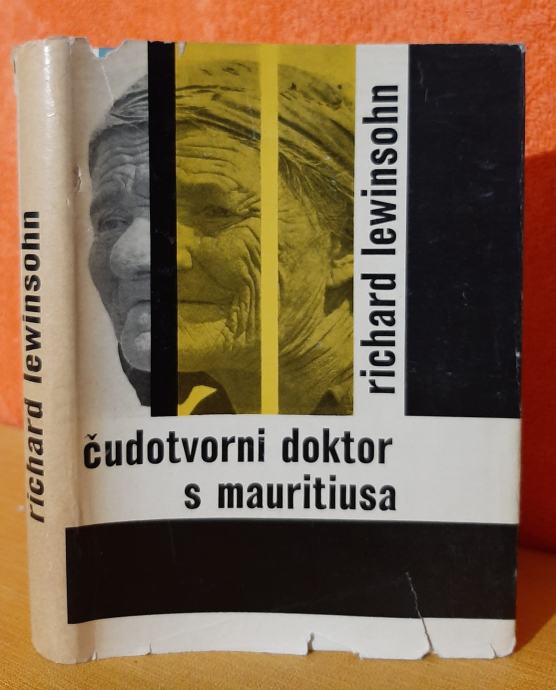 richard lewinsohn
richard lewinsohn
čudotvorni doktor
s mauritiusa